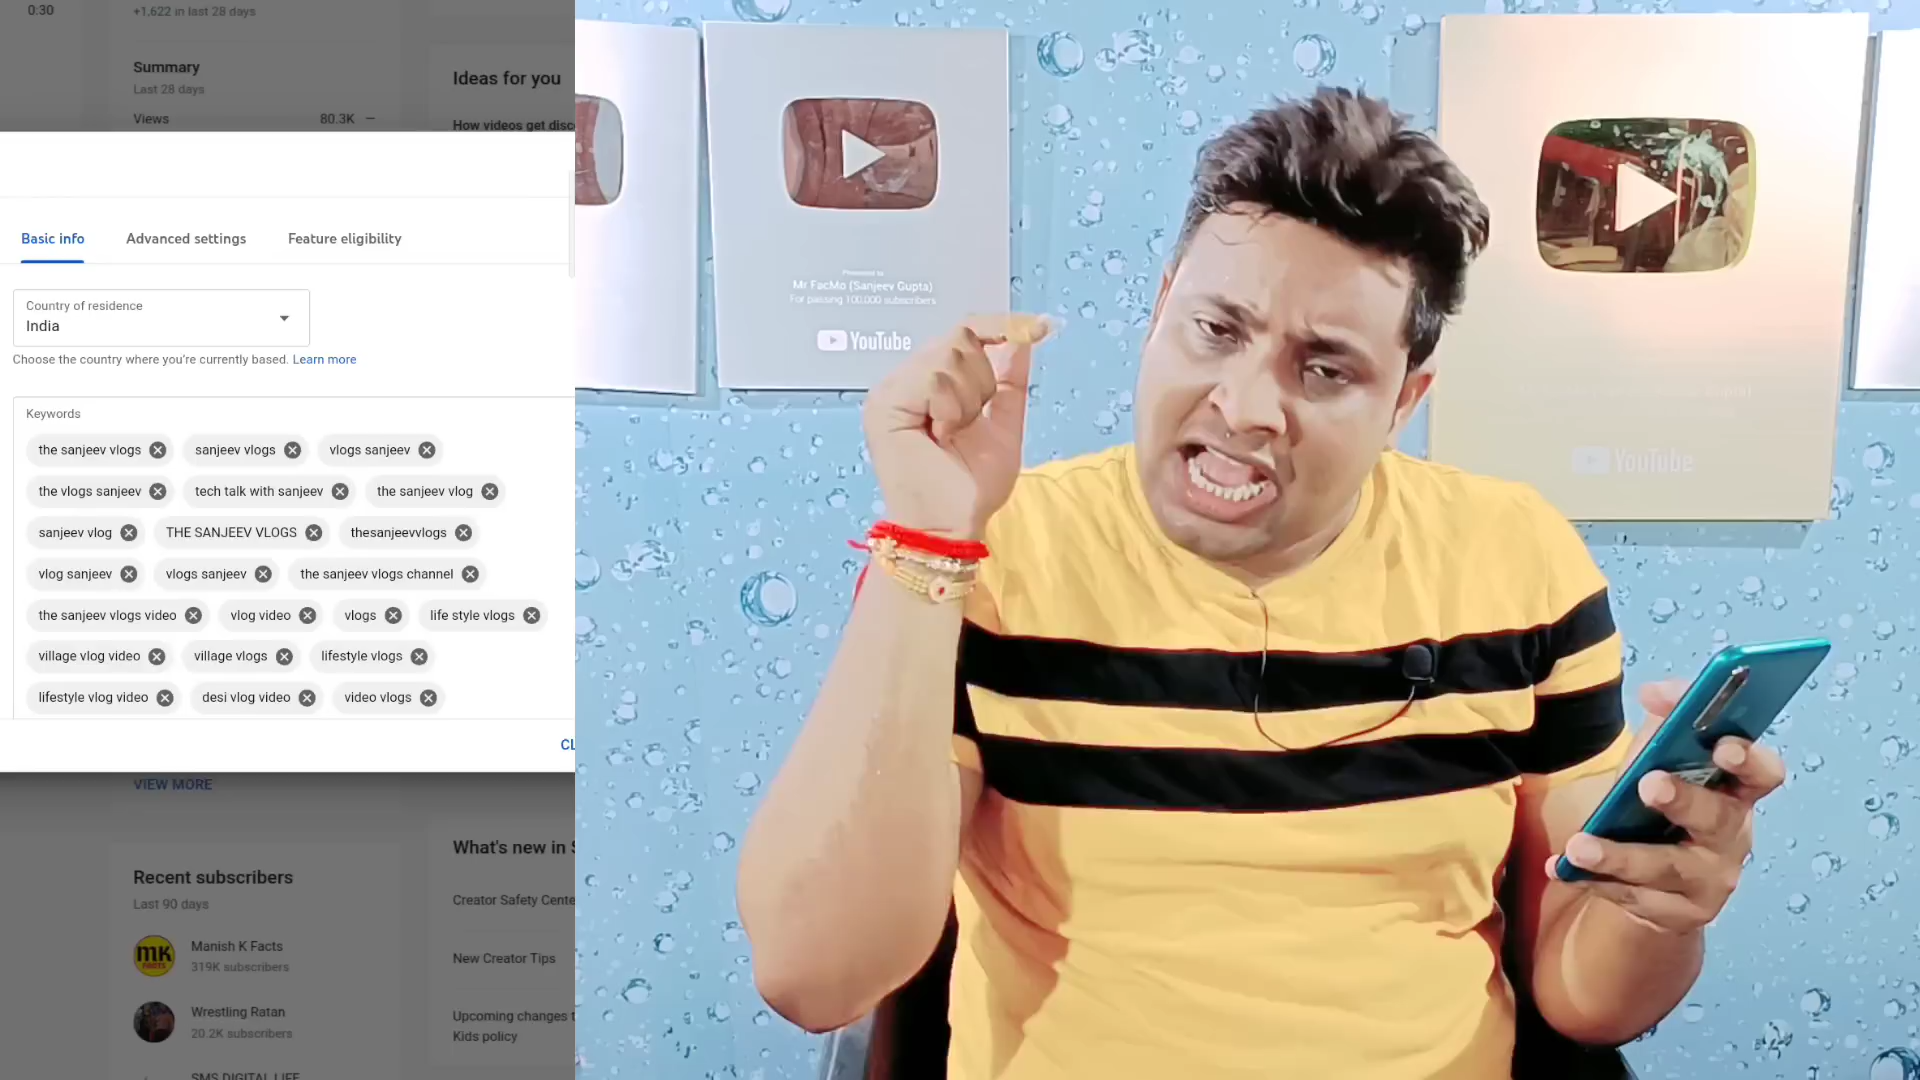 0:30
+1,622 in last 28 days
Summary
Last 28 days
Views 80.3K —
Ideas for you
How videos get disc
Basic info Advanced settings Feature eligibility
Country of residence
India
Choose the country where you're currently based. Learn more
Keywords
the sanjeev vlogs sanjeev vlogs vlogs sanjeev
the vlogs sanjeev tech talk with sanjeev the sanjeev vlog
sanjeev vlog THE SANJEEV VLOGS thesanjeevvlogs
vlog sanjeev vlogs sanjeev the sanjeev vlogs channel
the sanjeev vlogs video vlog video vlogs life style vlogs
village vlog video village vlogs lifestyle vlogs
lifestyle vlog video desi vlog video video vlogs
CL
VIEW MORE
Recent subscribers
Last 90 days
mK
FACTS
Manish K Facts
319K subscribers
Wrestling Ratan
20.2K subscribers
SMS DIGITAL LIFE
What's new in S
Creator Safety Cente
New Creator Tips
Upcoming changes t
Kids policy
Presented to
Mr FacMo (Sanjeev Gupta)
For passing 100,000 subscribers
YouTube
YouTube